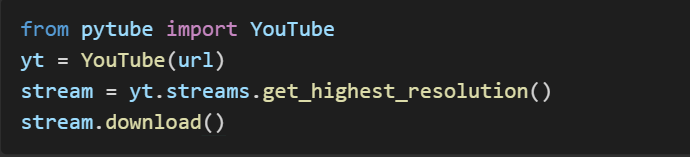 from pytube import YouTube
yt = YouTube(url)
stream = yt.streams.get_highest_resolution()
stream.download()